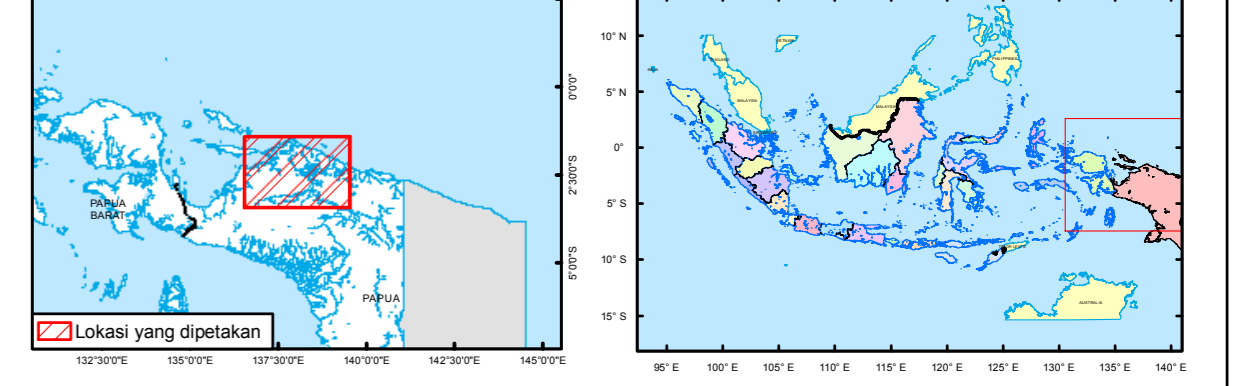 0°0'0"
2°30'0"S
5°0'0"S
PAPUA
BARAT
PAPUA
Lokasi yang dipetakan
132°30'0"E
135°0'0"E
137°30'0"E
140°0'0"E
142°30'0"E
145°0'0"E
10° N
5° N
0°
5° S
10° S
15° S
PHILIPPINES
MALAYSIA
MALAYSIA
AUSTRALIA
95° E
100° E
105° E
110° E
115° E
120° E
125° E
130° E
135° E
140° E